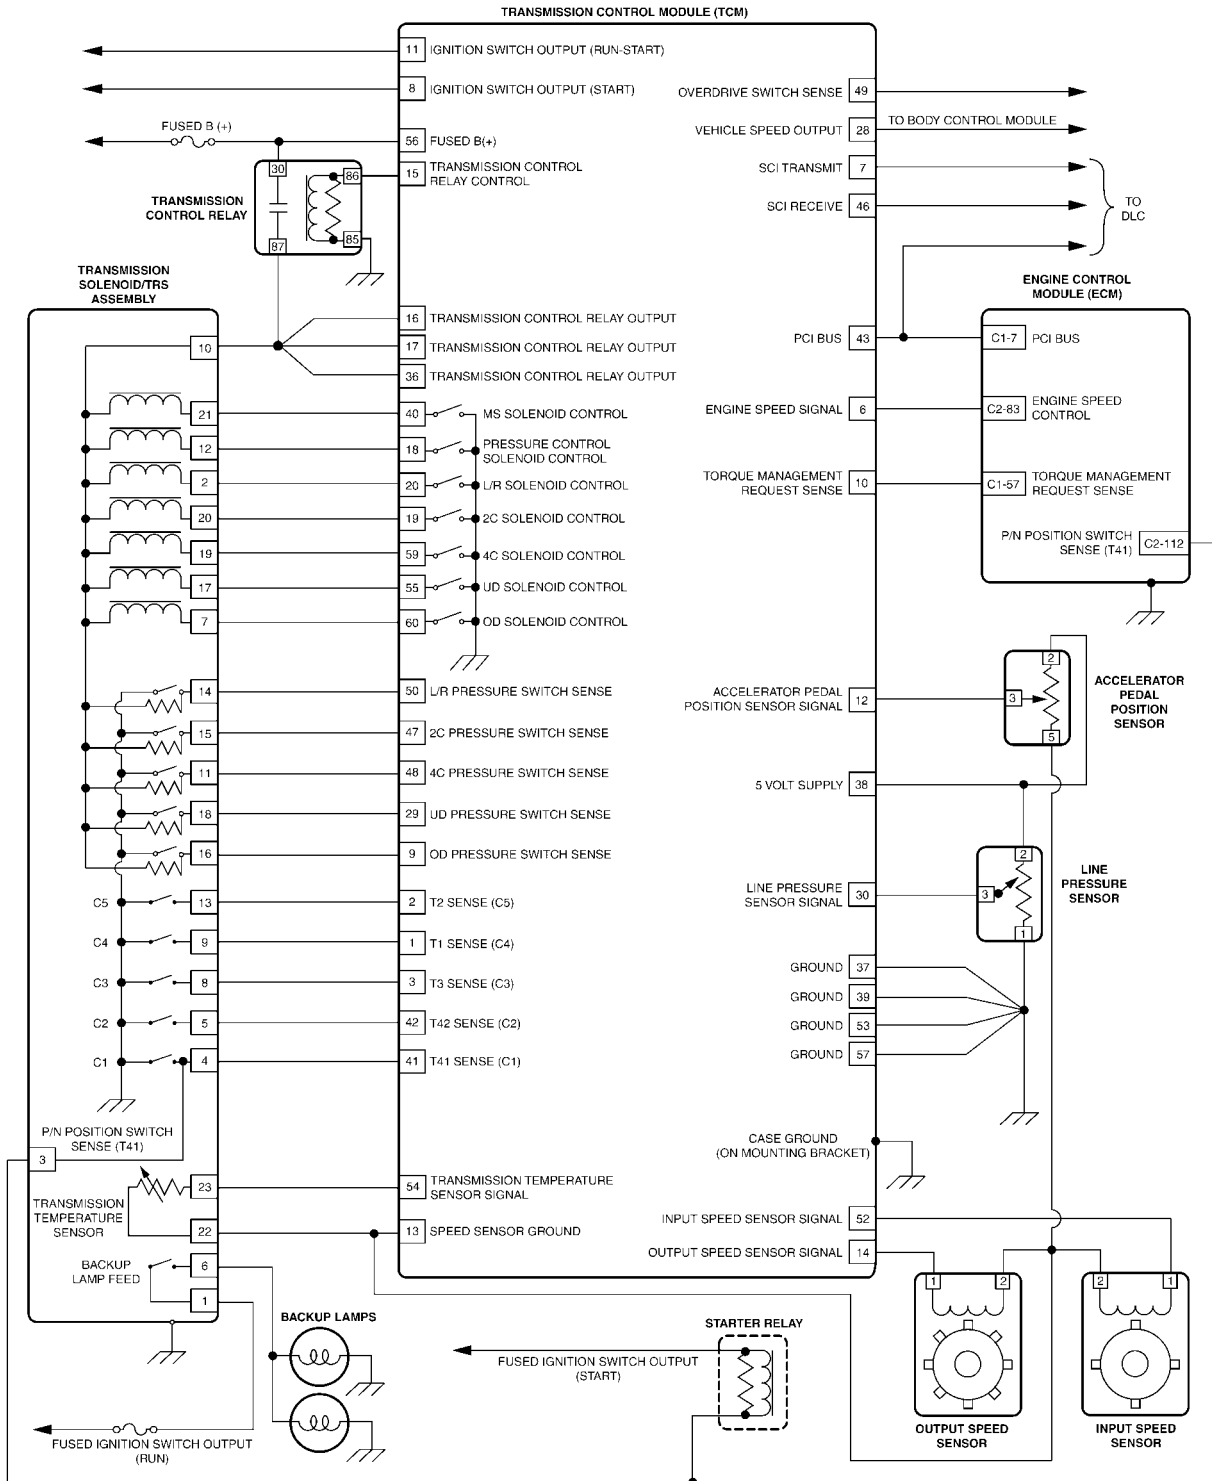 TRANSMISSION CONTROL MODULE (TCM)
11 IGNITION SWITCH OUTPUT (RUN-START)
8 IGNITION SWITCH OUTPUT (START)
OVERDRIVE SWITCH SENSE 49
FUSED B (+)
56 FUSED B(+)
VEHICLE SPEED OUTPUT 28
TO BODY CONTROL MODULE
30
86
15 TRANSMISSION CONTROL
RELAY CONTROL
SCI TRANSMIT 7
TRANSMISSION
CONTROL RELAY
SCI RECEIVE 46
TO
DLC
87
85
TRANSMISSION
SOLENOID/TRS
ASSEMBLY
ENGINE CONTROL
MODULE (ECM)
16 TRANSMISSION CONTROL RELAY OUTPUT
10
17 TRANSMISSION CONTROL RELAY OUTPUT
PCI BUS 43
C1-7 PCI BUS
36 TRANSMISSION CONTROL RELAY OUTPUT
21
40 MS SOLENOID CONTROL
ENGINE SPEED SIGNAL 6
C2-83 ENGINE SPEED
CONTROL
12
18 PRESSURE CONTROL
SOLENOID CONTROL
2
20 L/R SOLENOID CONTROL
TORQUE MANAGEMENT
REQUEST SENSE 10
C1-57 TORQUE MANAGEMENT
REQUEST SENSE
20
19 2C SOLENOID CONTROL
19
59 4C SOLENOID CONTROL
P/N POSITION SWITCH
SENSE (T41) C2-112
17
55 UD SOLENOID CONTROL
7
60 OD SOLENOID CONTROL
14
50 L/R PRESSURE SWITCH SENSE
ACCELERATOR PEDAL
POSITION SENSOR SIGNAL 12
2
3
5
ACCELERATOR
PEDAL
POSITION
SENSOR
15
47 2C PRESSURE SWITCH SENSE
11
48 4C PRESSURE SWITCH SENSE
5 VOLT SUPPLY 38
18
29 UD PRESSURE SWITCH SENSE
16
9 OD PRESSURE SWITCH SENSE
LINE PRESSURE
SENSOR SIGNAL 30
2
3
1
LINE
PRESSURE
SENSOR
C5 13
2 T2 SENSE (C5)
C4 9
1 T1 SENSE (C4)
GROUND 37
C3 8
3 T3 SENSE (C3)
GROUND 39
C2 5
42 T42 SENSE (C2)
GROUND 53
C1 4
41 T41 SENSE (C1)
GROUND 57
P/N POSITION SWITCH
SENSE (T41)
3
CASE GROUND
(ON MOUNTING BRACKET)
23
54 TRANSMISSION TEMPERATURE
SENSOR SIGNAL
TRANSMISSION
TEMPERATURE
SENSOR
22
13 SPEED SENSOR GROUND
INPUT SPEED SENSOR SIGNAL 52
OUTPUT SPEED SENSOR SIGNAL 14
BACKUP
LAMP FEED
6
1
1 2
2 1
BACKUP LAMPS
STARTER RELAY
FUSED IGNITION SWITCH OUTPUT
(START)
FUSED IGNITION SWITCH OUTPUT
(RUN)
OUTPUT SPEED
SENSOR
INPUT SPEED
SENSOR